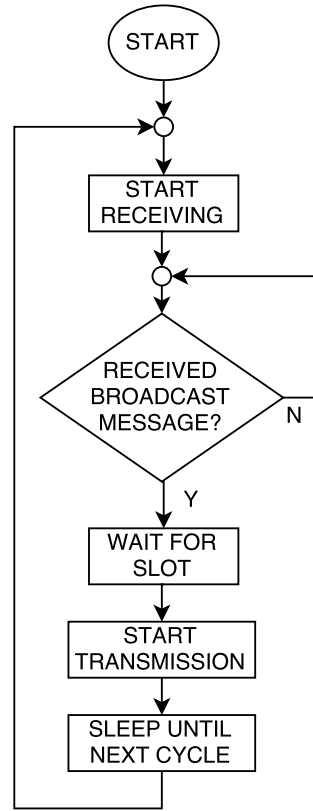 START
START
RECEIVING
RECEIVED
BROADCAST
MESSAGE?
N
Y
WAIT FOR
SLOT
START
TRANSMISSION
SLEEP UNTIL
NEXT CYCLE